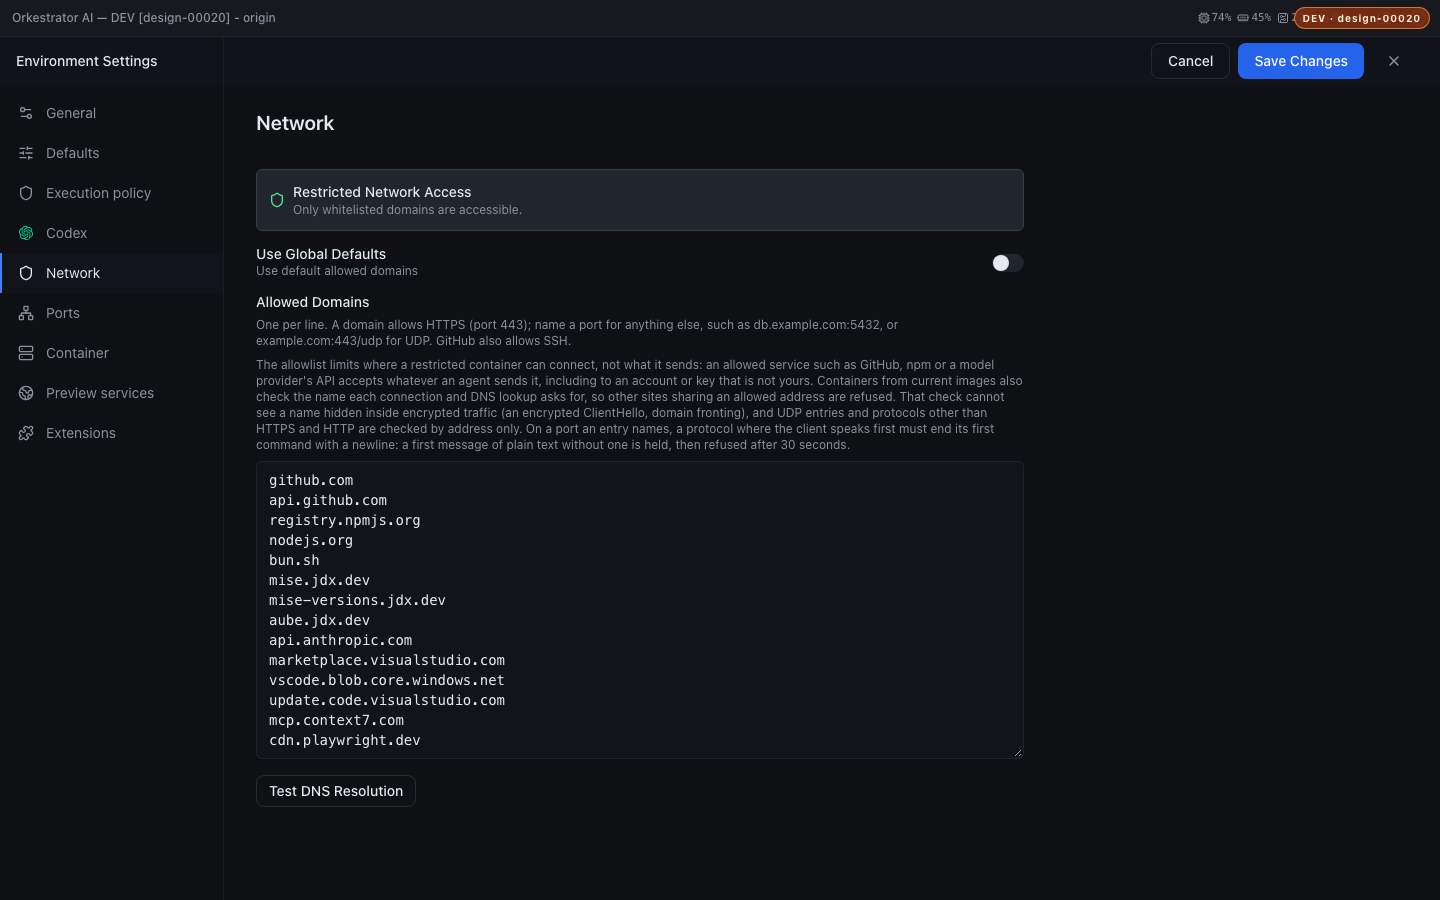 Orkestrator AI — DEV [design-00020] - origin
74% 45%
DEV · design-00020
Environment Settings
Cancel
Save Changes
General
Defaults
Execution policy
Codex
Network
Ports
Container
Preview services
Extensions
Network
Restricted Network Access
Only whitelisted domains are accessible.
Use Global Defaults
Use default allowed domains
Allowed Domains
One per line. A domain allows HTTPS (port 443); name a port for anything else, such as db.example.com:5432, or
example.com:443/udp for UDP. GitHub also allows SSH.
The allowlist limits where a restricted container can connect, not what it sends: an allowed service such as GitHub, npm or a model
provider's API accepts whatever an agent sends it, including to an account or key that is not yours. Containers from current images also
check the name each connection and DNS lookup asks for, so other sites sharing an allowed address are refused. That check cannot
see a name hidden inside encrypted traffic (an encrypted ClientHello, domain fronting), and UDP entries and protocols other than
HTTPS and HTTP are checked by address only. On a port an entry names, a protocol where the client speaks first must end its first
command with a newline: a first message of plain text without one is held, then refused after 30 seconds.
github.com
api.github.com
registry.npmjs.org
nodejs.org
bun.sh
mise.jdx.dev
mise-versions.jdx.dev
aube.jdx.dev
api.anthropic.com
marketplace.visualstudio.com
vscode.blob.core.windows.net
update.code.visualstudio.com
mcp.context7.com
cdn.playwright.dev
Test DNS Resolution